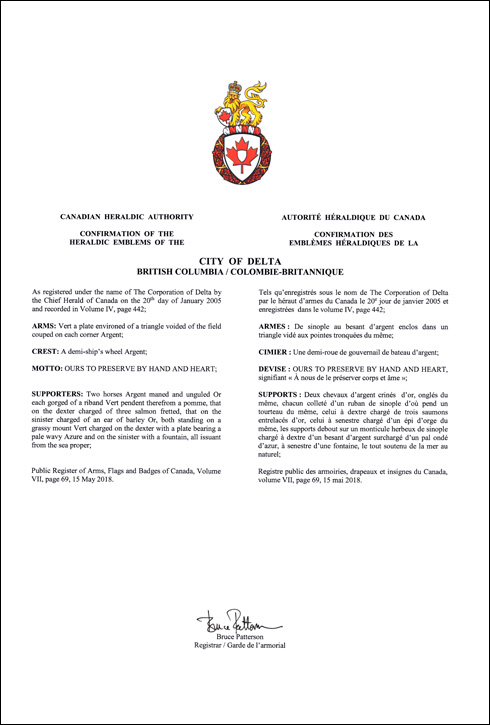 CANADIAN HERALDIC AUTHORITY
CONFIRMATION OF THE
HERALDIC EMBLEMS OF THE
AUTORITÉ HÉRALDIQUE DU CANADA
CONFIRMATION DES
EMBLÈMES HÉRALDIQUES DE LA
CITY OF DELTA
BRITISH COLUMBIA / COLOMBIE-BRITANNIQUE
As registered under the name of The Corporation of Delta by
the Chief Herald of Canada on the 20th day of January 2005
and recorded in Volume IV, page 442;
ARMS: Vert a plate environed of a triangle voided of the field
couped on each corner Argent;
CREST: A demi-ship's wheel Argent;
MOTTO: OURS TO PRESERVE BY HAND AND HEART;
SUPPORTERS: Two horses Argent maned and unguled Or
each gorged of a riband Vert pendent therefrom a pomme, that
on the dexter charged of three salmon fretted, that on the
sinister charged of an ear of barley Or, both standing on a
grassy mount Vert charged on the dexter with a plate bearing a
pale wavy Azure and on the sinister with a fountain, all issuant
from the sea proper;
Public Register of Arms, Flags and Badges of Canada, Volume
VII, page 69, 15 May 2018.
Tels qu'enregistrés sous le nom de The Corporation of Delta
par le héraut d'armes du Canada le 20e jour de janvier 2005 et
enregistrées dans le volume IV, page 442;
ARMES : De sinople au besant d'argent enclos dans un
triangle vidé aux pointes tronquées du même;
CIMIER : Une demi-roue de gouvernail de bateau d'argent;
DEVISE : OURS TO PRESERVE BY HAND AND HEART,
signifiant « À nous de le préserver corps et âme »;
SUPPORTS : Deux chevaux d'argent crinés d'or, onglés du
même, chacun colleté d'un ruban de sinople d'où pend un
tourteau du même, celui à dextre chargé de trois saumons
entrelacés d'or, celui à senestre chargé d'un épi d'orge du
même, les supports debout sur un monticule herbeux de sinople
chargé à dextre d'un besant d'argent surchargé d'un pal ondé
d'azur, à senestre d'une fontaine, le tout soutenu de la mer au
naturel;
Registre public des armoiries, drapeaux et insignes du Canada,
volume VII, page 69, 15 mai 2018.
Bruce Patterson
Bruce Patterson
Registrar / Garde de l'armorial